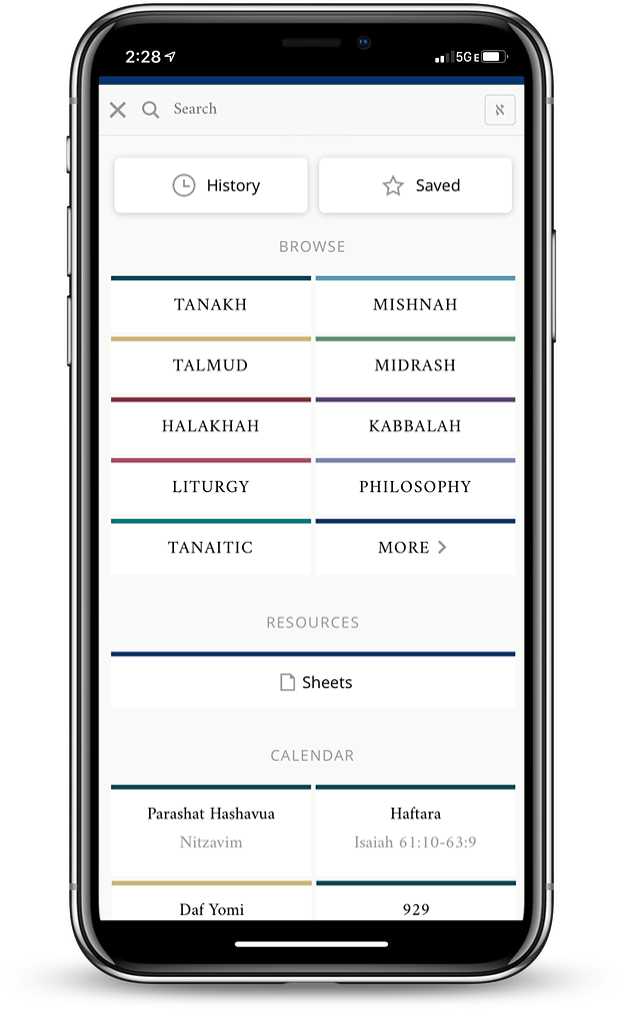 2:28 5GE
Search א
History Saved
BROWSE
TANAKH MISHNAH
TALMUD MIDRASH
HALAKHAH KABBALAH
LITURGY PHILOSOPHY
TANAITIC MORE
RESOURCES
Sheets
CALENDAR
Parashat Hashavua Haftara
Nitzavim Isaiah 61:10-63:9
Daf Yomi 929